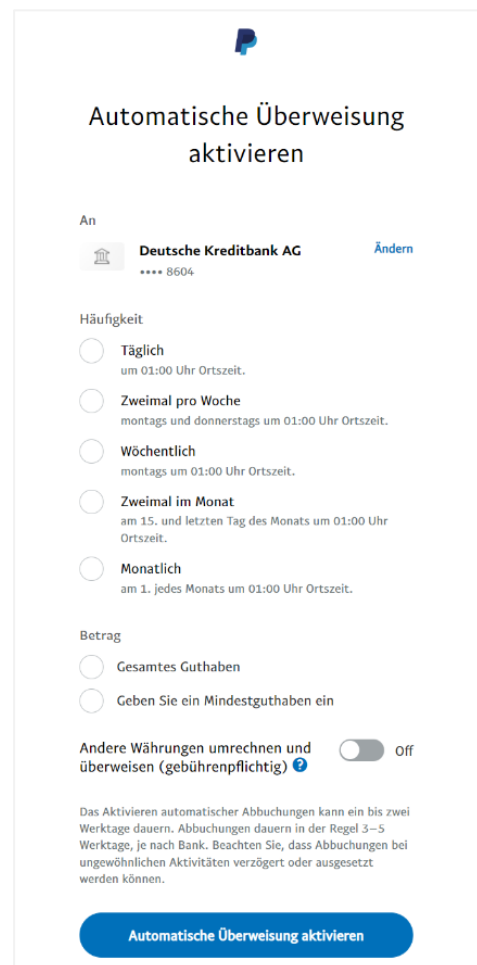 Automatische Überweisung
aktivieren
An
Deutsche Kreditbank AG
Ändern
•••• 8604
Häufigkeit
Täglich
um 01:00 Uhr Ortszeit.
Zweimal pro Woche
montags und donnerstags um 01:00 Uhr Ortszeit.
Wöchentlich
montags um 01:00 Uhr Ortszeit.
Zweimal im Monat
am 15. und letzten Tag des Monats um 01:00 Uhr
Ortszeit.
Monatlich
am 1. jedes Monats um 01:00 Uhr Ortszeit.
Betrag
Gesamtes Guthaben
Geben Sie ein Mindestguthaben ein
Andere Währungen umrechnen und
überweisen (gebührenpflichtig) ?
Off
Das Aktivieren automatischer Abbuchungen kann ein bis zwei
Werktage dauern. Abbuchungen dauern in der Regel 3–5
Werktage, je nach Bank. Beachten Sie, dass Abbuchungen bei
ungewöhnlichen Aktivitäten verzögert oder ausgesetzt
werden können.
Automatische Überweisung aktivieren